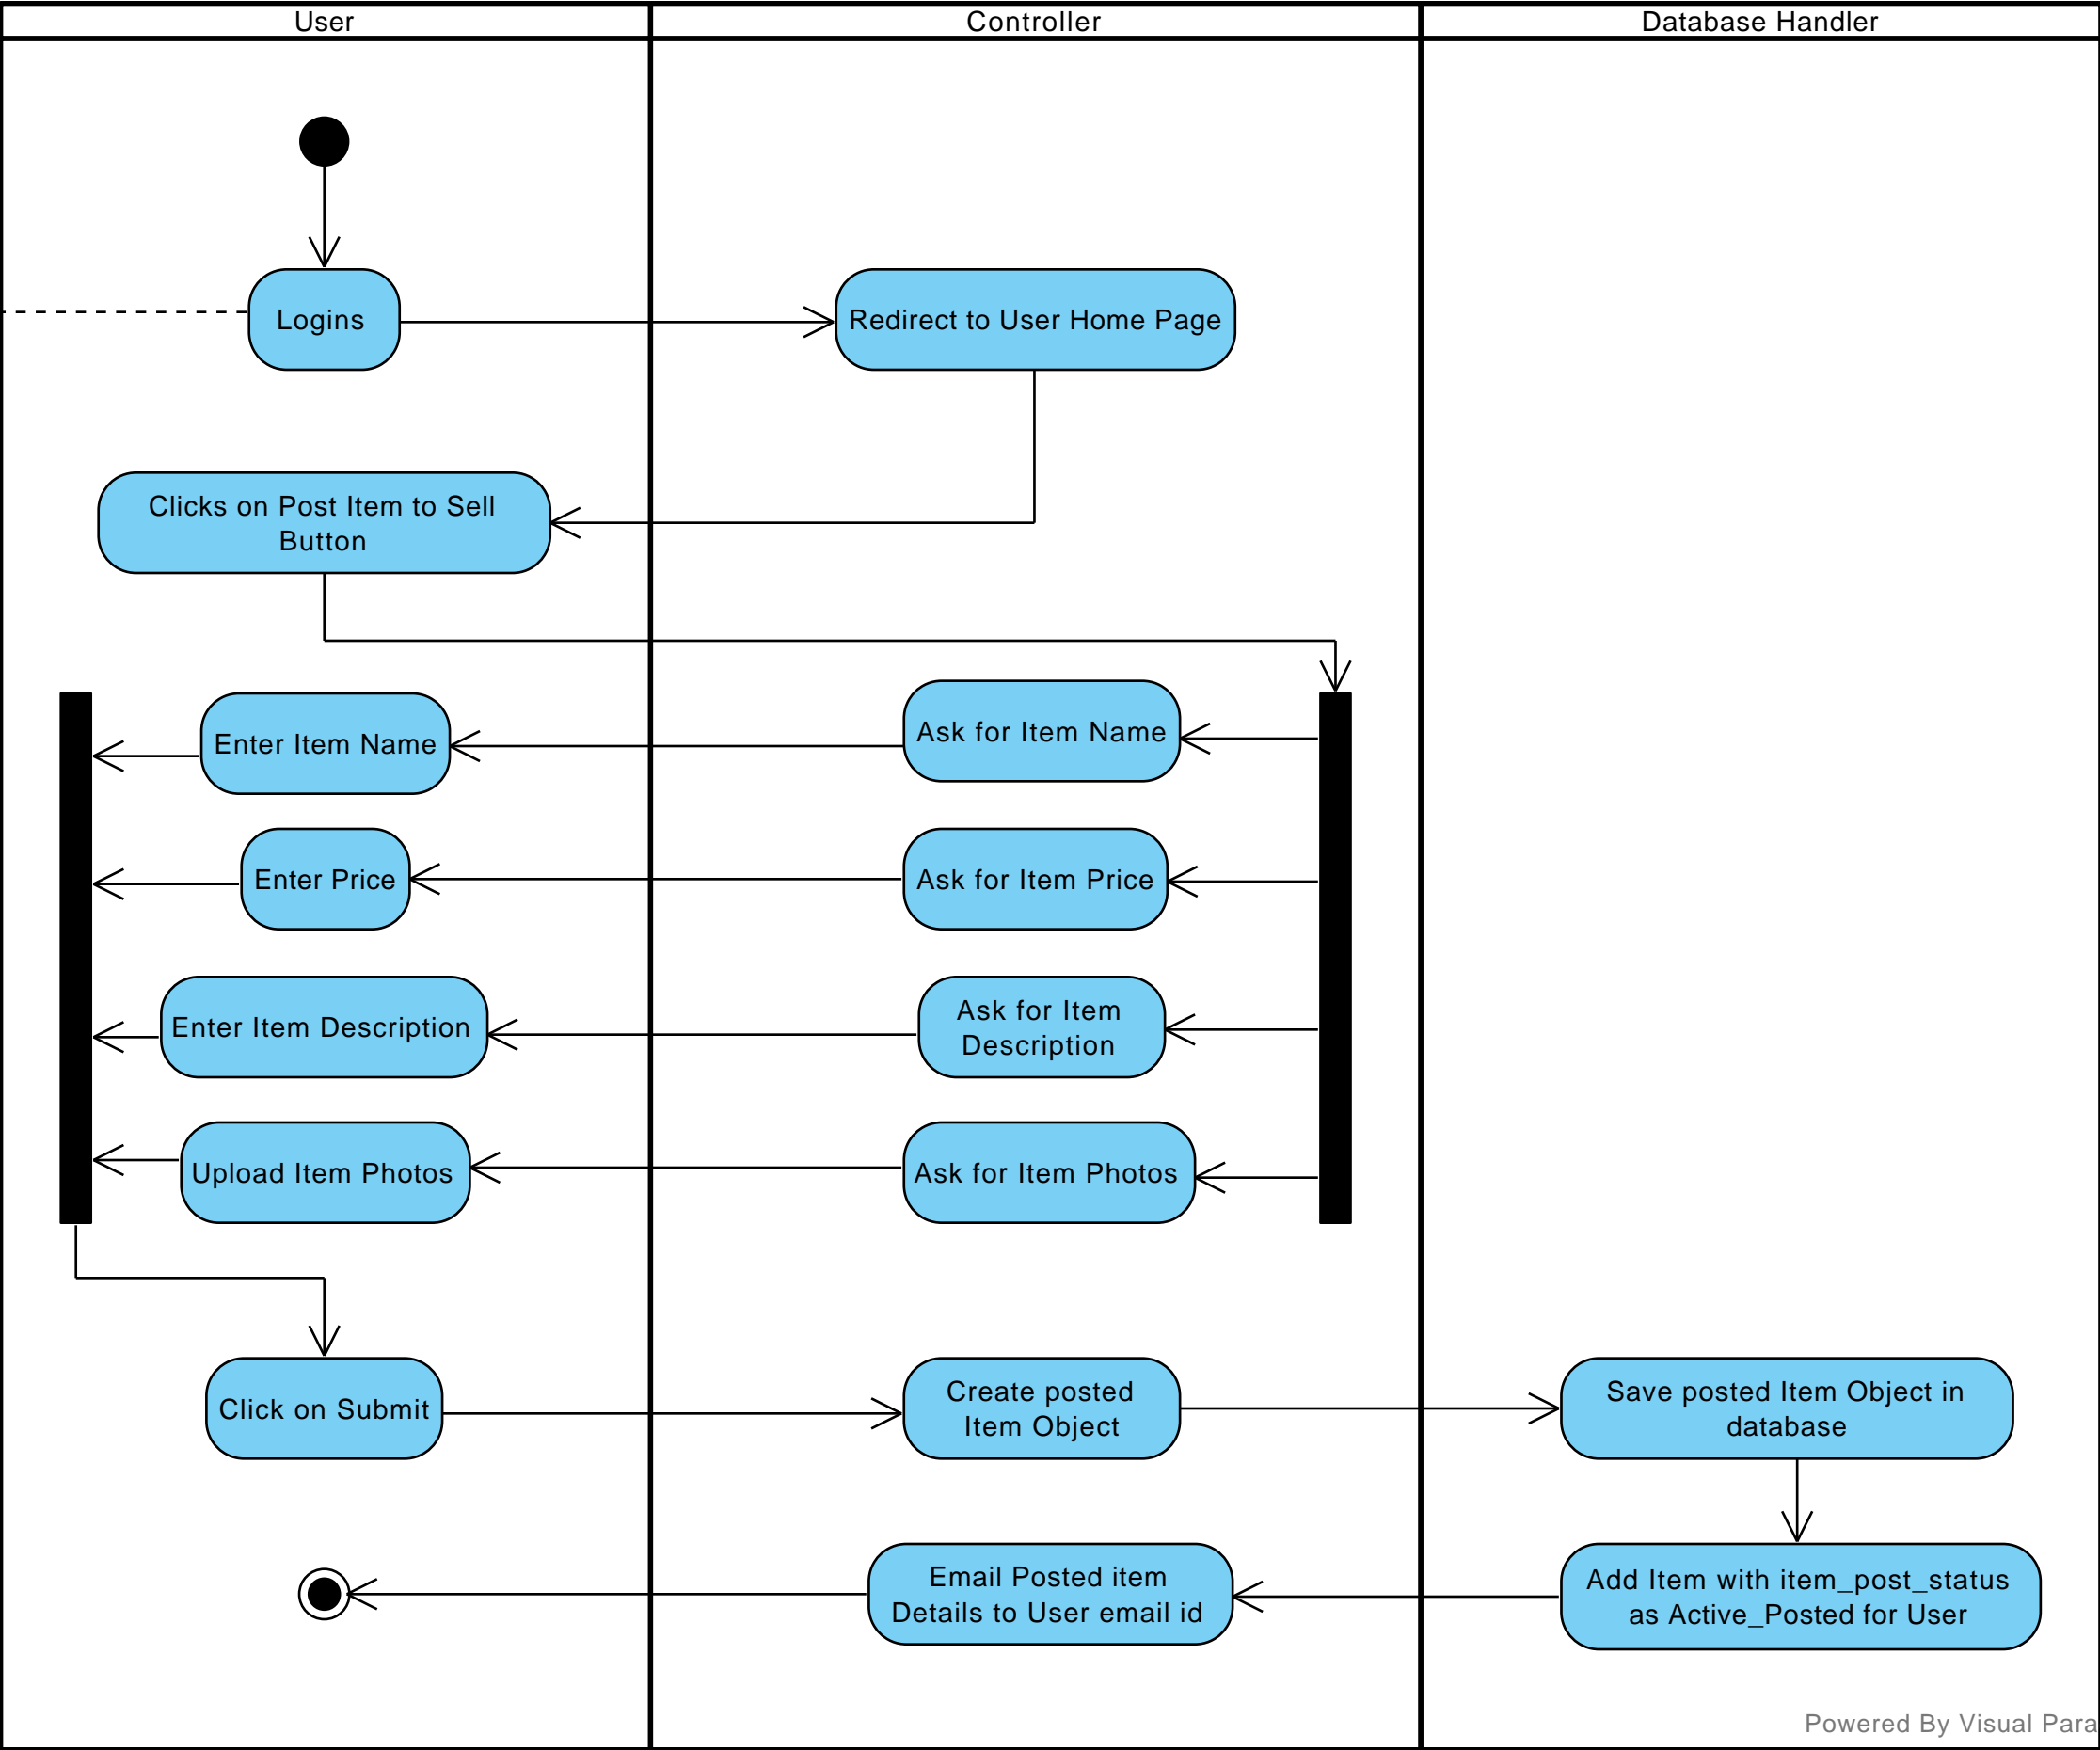 User
Controller
Database Handler
Logins
Redirect to User Home Page
Clicks on Post Item to Sell
Button
Enter Item Name
Ask for Item Name
Enter Price
Ask for Item Price
Enter Item Description
Ask for Item
Description
Upload Item Photos
Ask for Item Photos
Click on Submit
Create posted
Item Object
Save posted Item Object in
database
Email Posted item
Details to User email id
Add Item with item_post_status
as Active_Posted for User
Powered By Visual Para